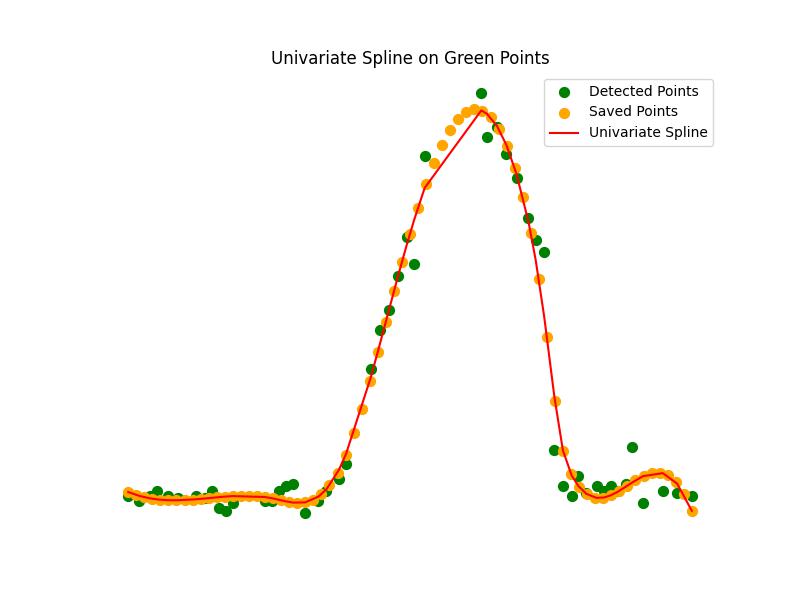 Univariate Spline on Green Points
Detected Points
Saved Points
Univariate Spline